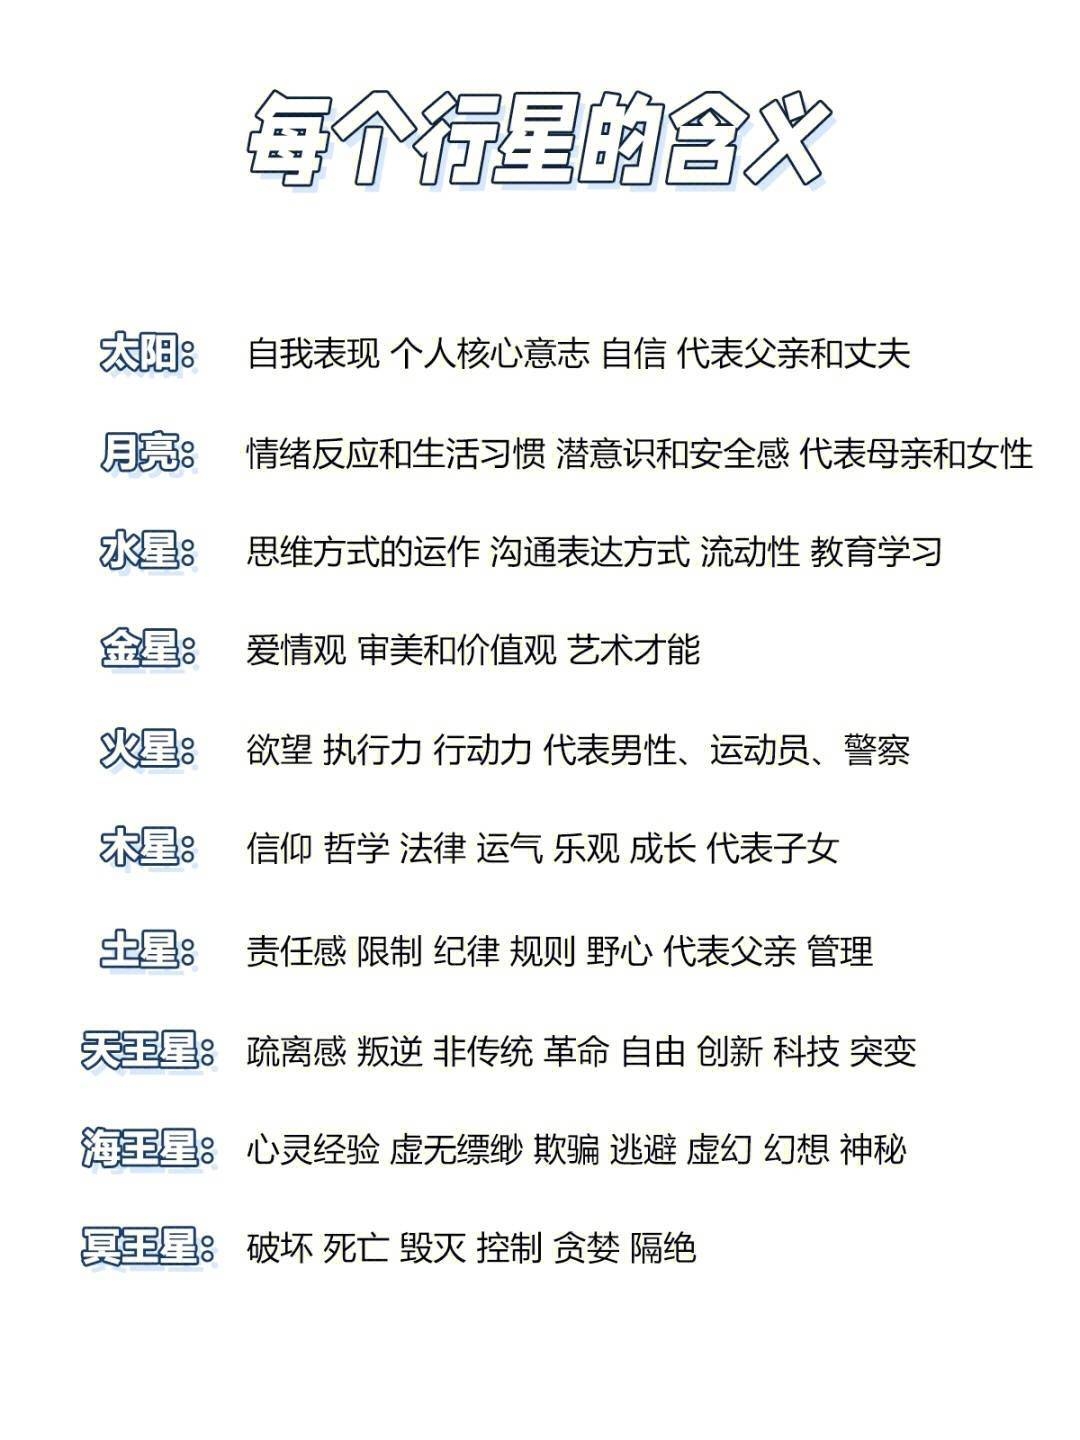 每个行星的含义
太阳: 自我表现 个人核心意志 自信 代表父亲和丈夫
月亮: 情绪反应和生活习惯 潜意识和安全感 代表母亲和女性
水星: 思维方式的运作 沟通表达方式 流动性 教育学习
金星: 爱情观 审美和价值观 艺术才能
火星: 欲望 执行力 行动力 代表男性、运动员、警察
木星: 信仰 哲学 法律 运气 乐观 成长 代表子女
土星: 责任感 限制 纪律 规则 野心 代表父亲 管理
天王星: 疏离感 叛逆 非传统 革命 自由 创新 科技 突变
海王星: 心灵经验 虚无缥缈 欺骗 逃避 虚幻 幻想 神秘
冥王星: 破坏 死亡 毁灭 控制 贪婪 隔绝